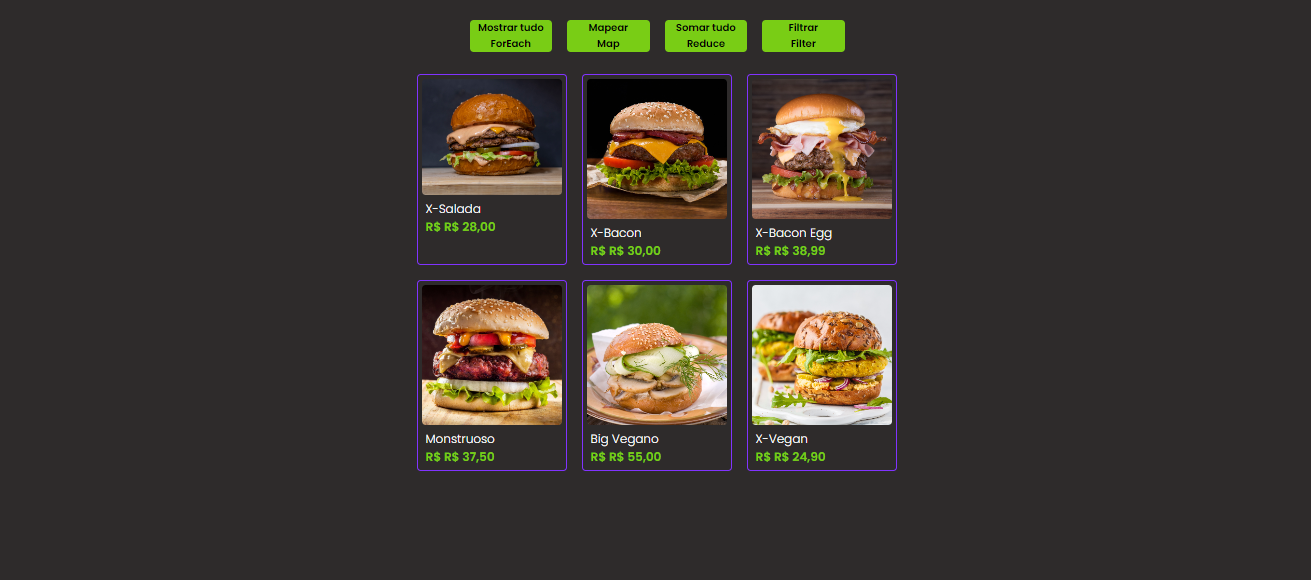 Mostrar tudo
ForEach
Mapear
Map
Somar tudo
Reduce
Filtrar
Filter
X-Salada
R$ R$ 28,00
X-Bacon
R$ R$ 30,00
X-Bacon Egg
R$ R$ 38,99
Monstruoso
R$ R$ 37,50
Big Vegano
R$ R$ 55,00
X-Vegan
R$ R$ 24,90